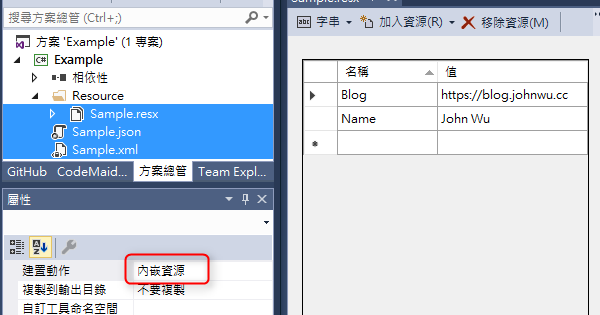 搜尋方案總管 (Ctrl+;)
方案 'Example' (1 專案)
C# Example
相依性
Resource
Sample.resx
Sample.json
Sample.xml
GitHub CodeMaid... 方案總管 Team Expl...
屬性
建置動作 內嵌資源
複製到輸出目錄 不要複製
自訂工具命名空間
Sample.resx
abc 字串 加入資源(R) 移除資源(M)
名稱 值
Blog https://blog.johnwu.cc
Name John Wu